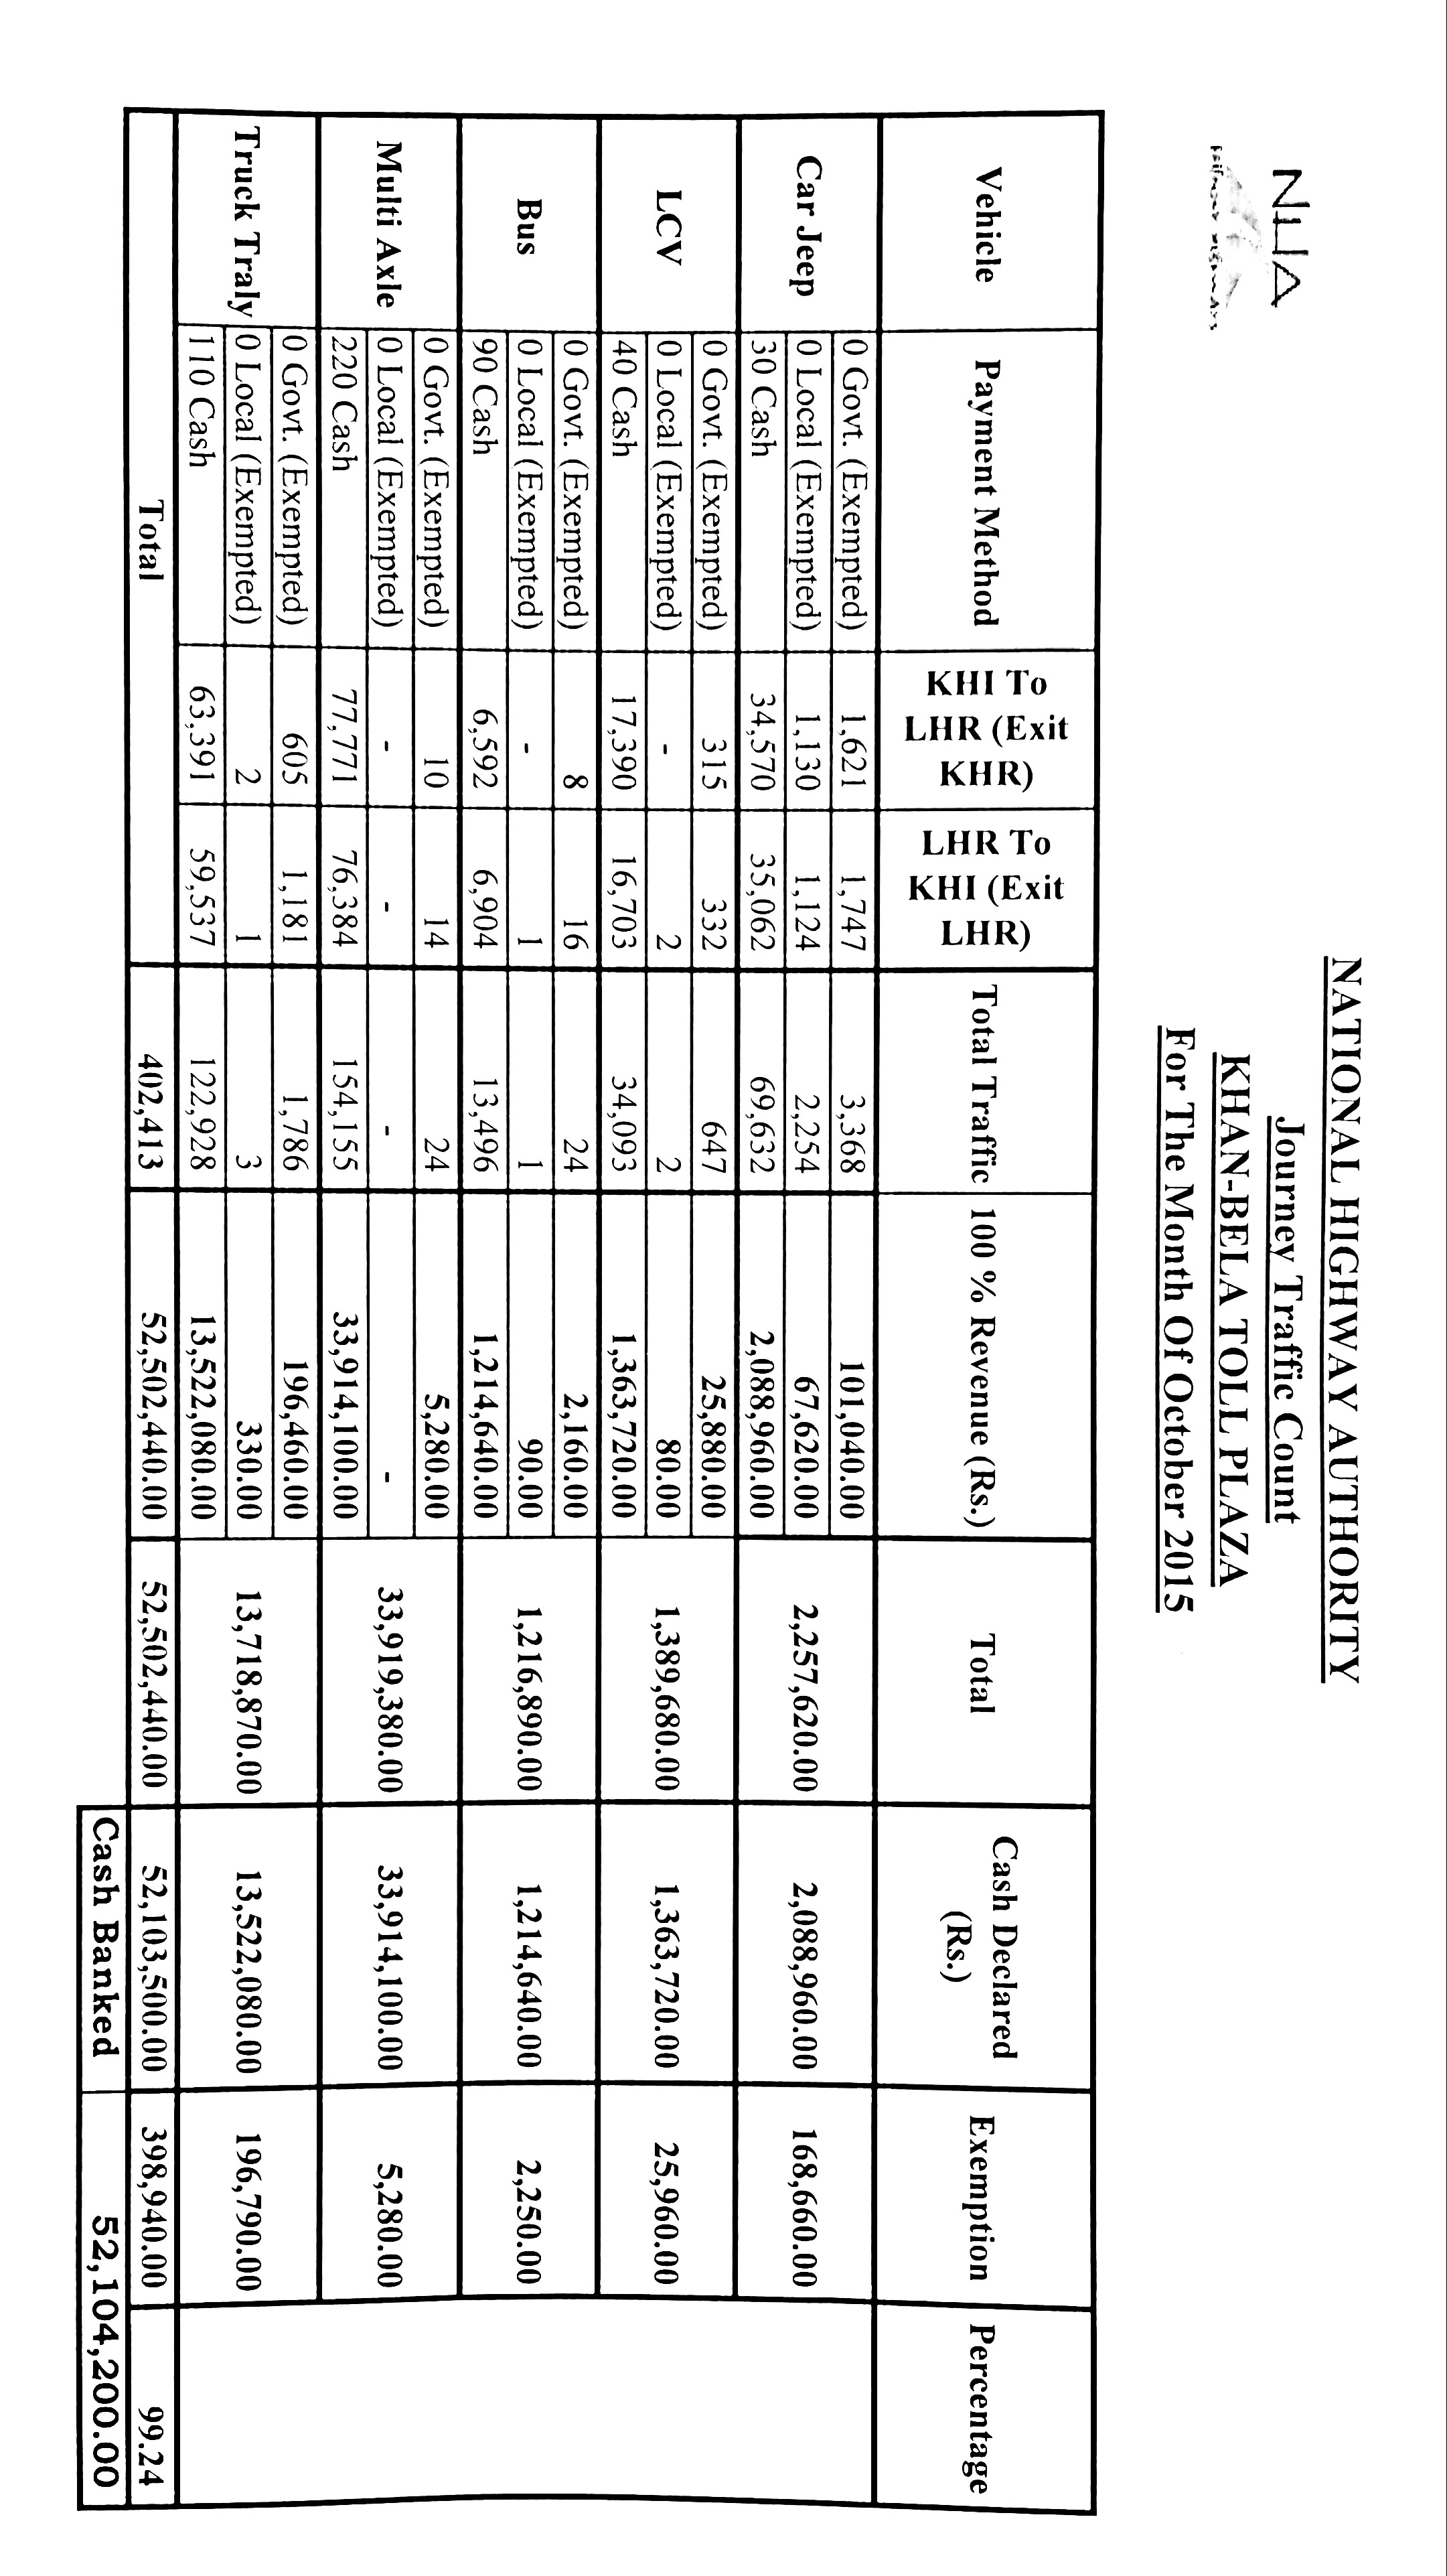 NHA
NATIONAL HIGHWAY AUTHORITY
Journey Traffic Count
KHAN-BELA TOLL PLAZA
For The Month Of October 2015
Vehicle Payment Method KHI To LHR (Exit KHR) LHR To KHI (Exit LHR) Total Traffic 100 % Revenue (Rs.) Total Cash Declared (Rs.) Exemption Percentage
Car Jeep 0 Govt. (Exempted) 1,621 1,747 3,368 101,040.00 2,257,620.00 2,088,960.00 168,660.00
0 Local (Exempted) 1,130 1,124 2,254 67,620.00
30 Cash 34,570 35,062 69,632 2,088,960.00
LCV 0 Govt. (Exempted) 315 332 647 25,880.00 1,389,680.00 1,363,720.00 25,960.00
0 Local (Exempted) - 2 2 80.00
40 Cash 17,390 16,703 34,093 1,363,720.00
Bus 0 Govt. (Exempted) 8 16 24 2,160.00 1,216,890.00 1,214,640.00 2,250.00
0 Local (Exempted) - 1 1 90.00
90 Cash 6,592 6,904 13,496 1,214,640.00
Multi Axle 0 Govt. (Exempted) 10 14 24 5,280.00 33,919,380.00 33,914,100.00 5,280.00
0 Local (Exempted) - - - -
220 Cash 77,771 76,384 154,155 33,914,100.00
Truck Traly 0 Govt. (Exempted) 605 1,181 1,786 196,460.00 13,718,870.00 13,522,080.00 196,790.00
0 Local (Exempted) 2 1 3 330.00
110 Cash 63,391 59,537 122,928 13,522,080.00
Total 402,413 52,502,440.00 52,502,440.00 52,103,500.00 398,940.00 99.24
Cash Banked 52,104,200.00